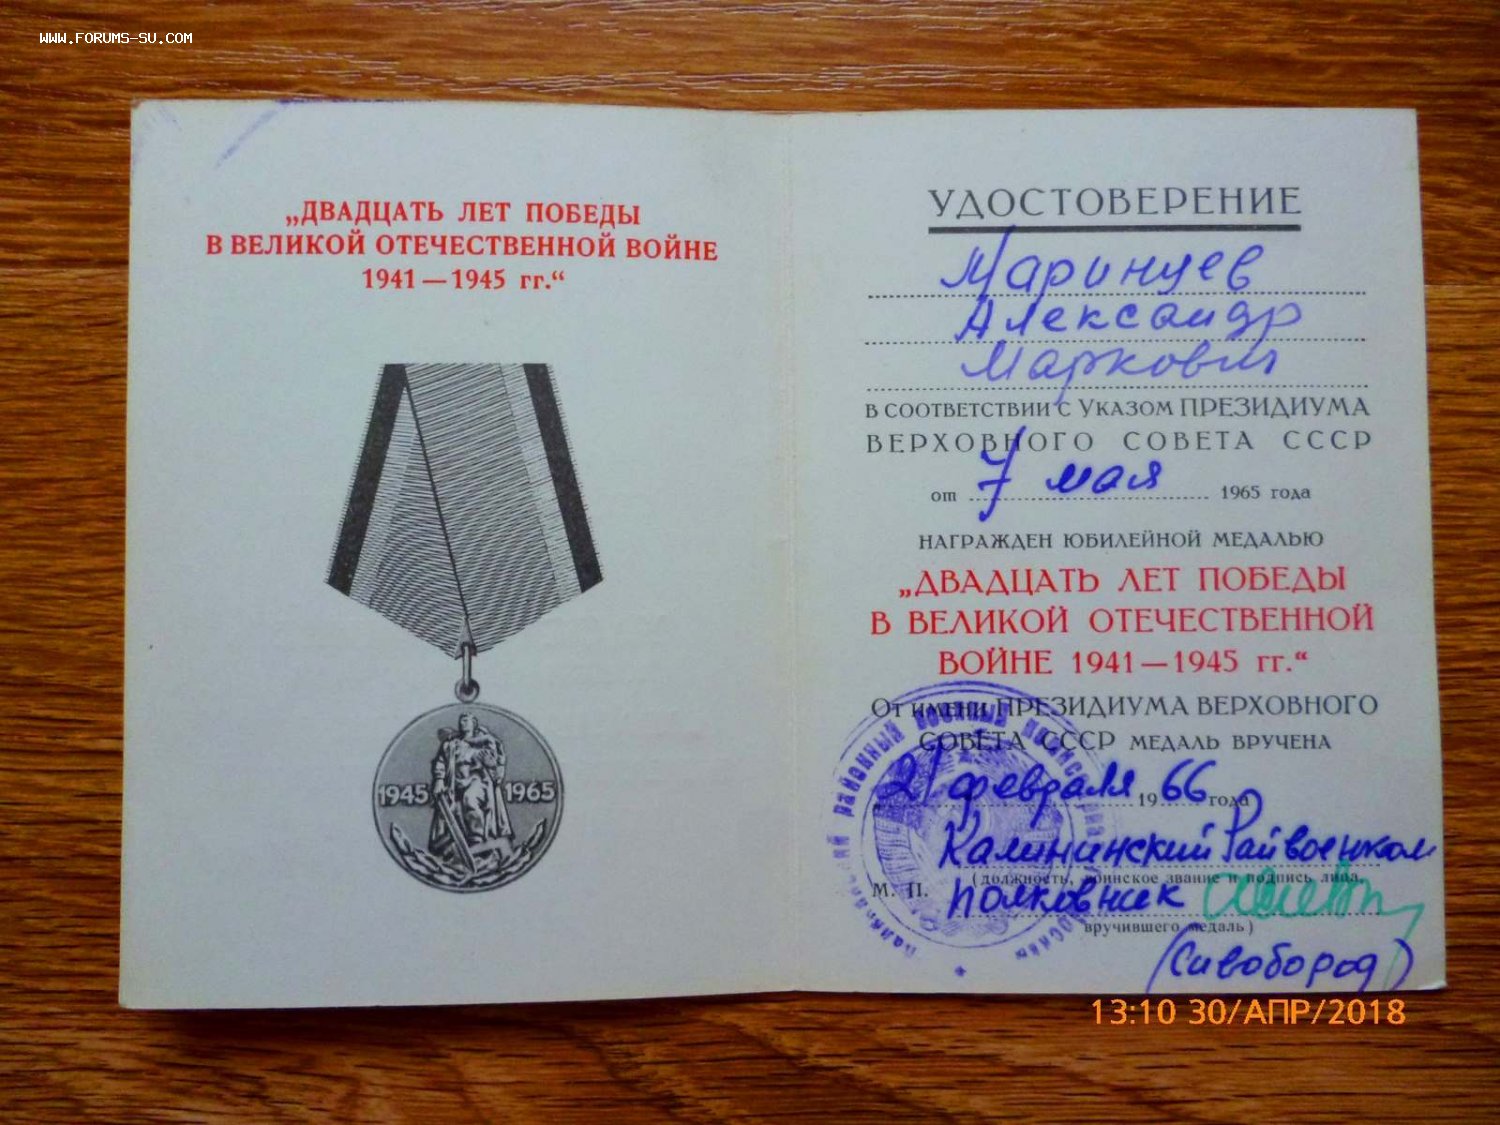 WWW.FORUMS-SU.COM
„ДВАДЦАТЬ ЛЕТ ПОБЕДЫ
В ВЕЛИКОЙ ОТЕЧЕСТВЕННОЙ ВОЙНЕ
1941 — 1945 гг.“
1945 1965
УДОСТОВЕРЕНИЕ
Маринцев
Александр
Маркович
В СООТВЕТСТВИИ С УКАЗОМ ПРЕЗИДИУМА
ВЕРХОВНОГО СОВЕТА СССР
от 7 мая 1965 года
НАГРАЖДЕН ЮБИЛЕЙНОЙ МЕДАЛЬЮ
„ДВАДЦАТЬ ЛЕТ ПОБЕДЫ
В ВЕЛИКОЙ ОТЕЧЕСТВЕННОЙ
ВОЙНЕ 1941 — 1945 гг.“
От имени ПРЕЗИДИУМА ВЕРХОВНОГО
СОВЕТА СССР МЕДАЛЬ ВРУЧЕНА
21 февраля 1966 года
Калининский Райвоенком
(должность, воинское звание и подпись лица,
М. П. полковник
вручившего медаль)
(Сивобород)
13:10 30/АПР/2018